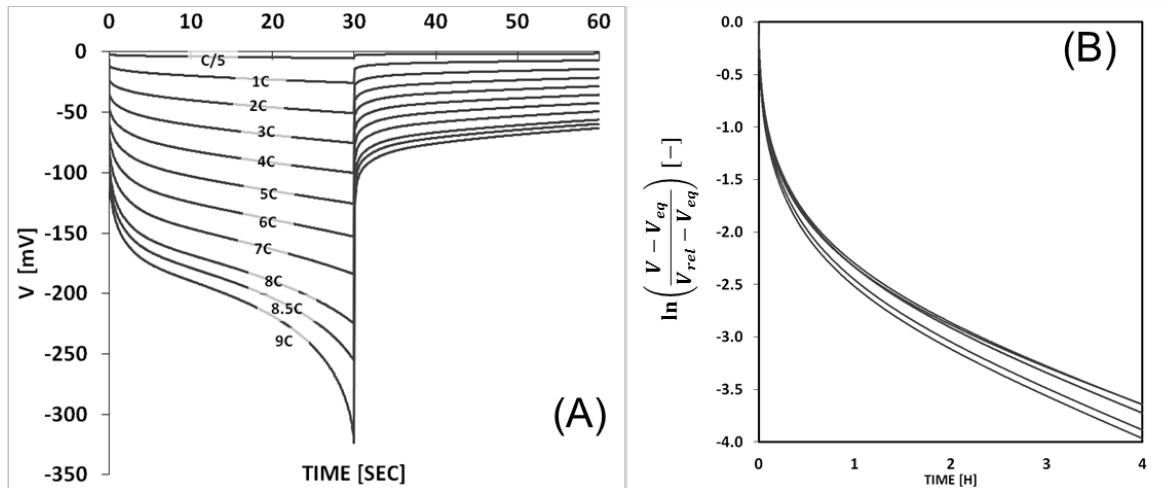 0 10 20 30 40 50 60
0
-50
-100
-150
-200
-250
-300
-350
V [mV]
C/5
1C
2C
3C
4C
5C
6C
7C
8C
8.5C
9C
(A)
TIME [SEC]
0.0
-0.5
-1.0
-1.5
-2.0
-2.5
-3.0
-3.5
-4.0
ln(V − Veq / Vrel − Veq) [−]
(B)
0 1 2 3 4
TIME [H]